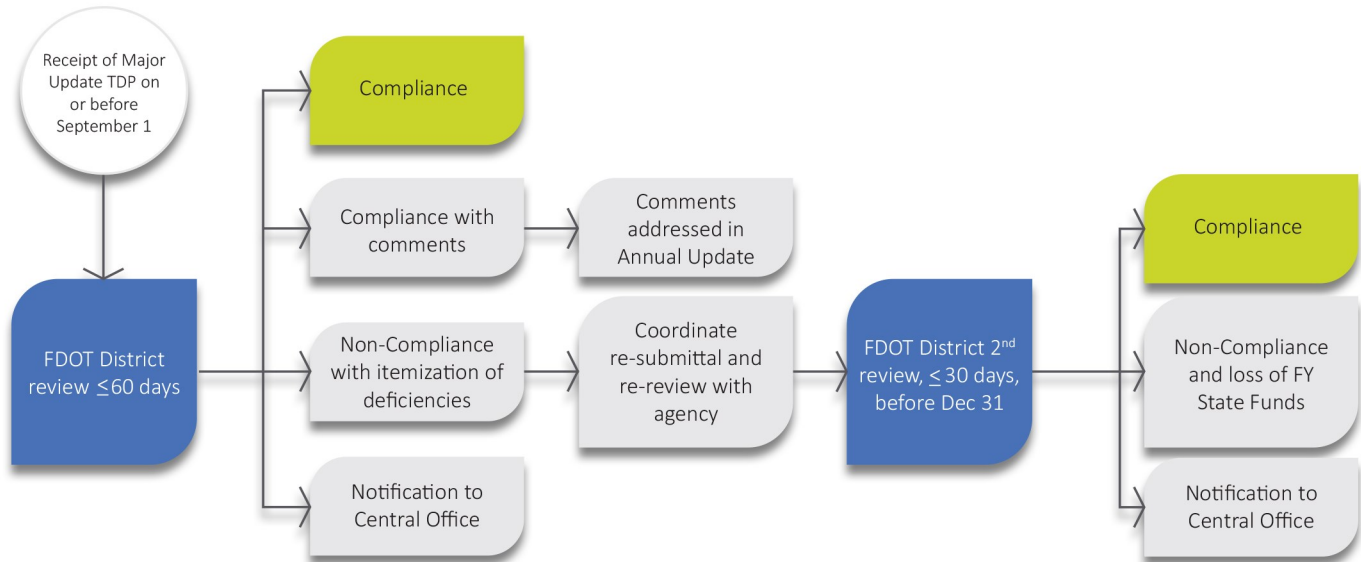 Receipt of Major
Update TDP on
or before
September 1
FDOT District
review ≤60 days
Compliance
Compliance with
comments
Comments
addressed in
Annual Update
Non-Compliance
with itemization of
deficiencies
Coordinate
re-submittal and
re-review with
agency
Notification to
Central Office
FDOT District 2nd
review, ≤30 days,
before Dec 31
Compliance
Non-Compliance
and loss of FY
State Funds
Notification to
Central Office